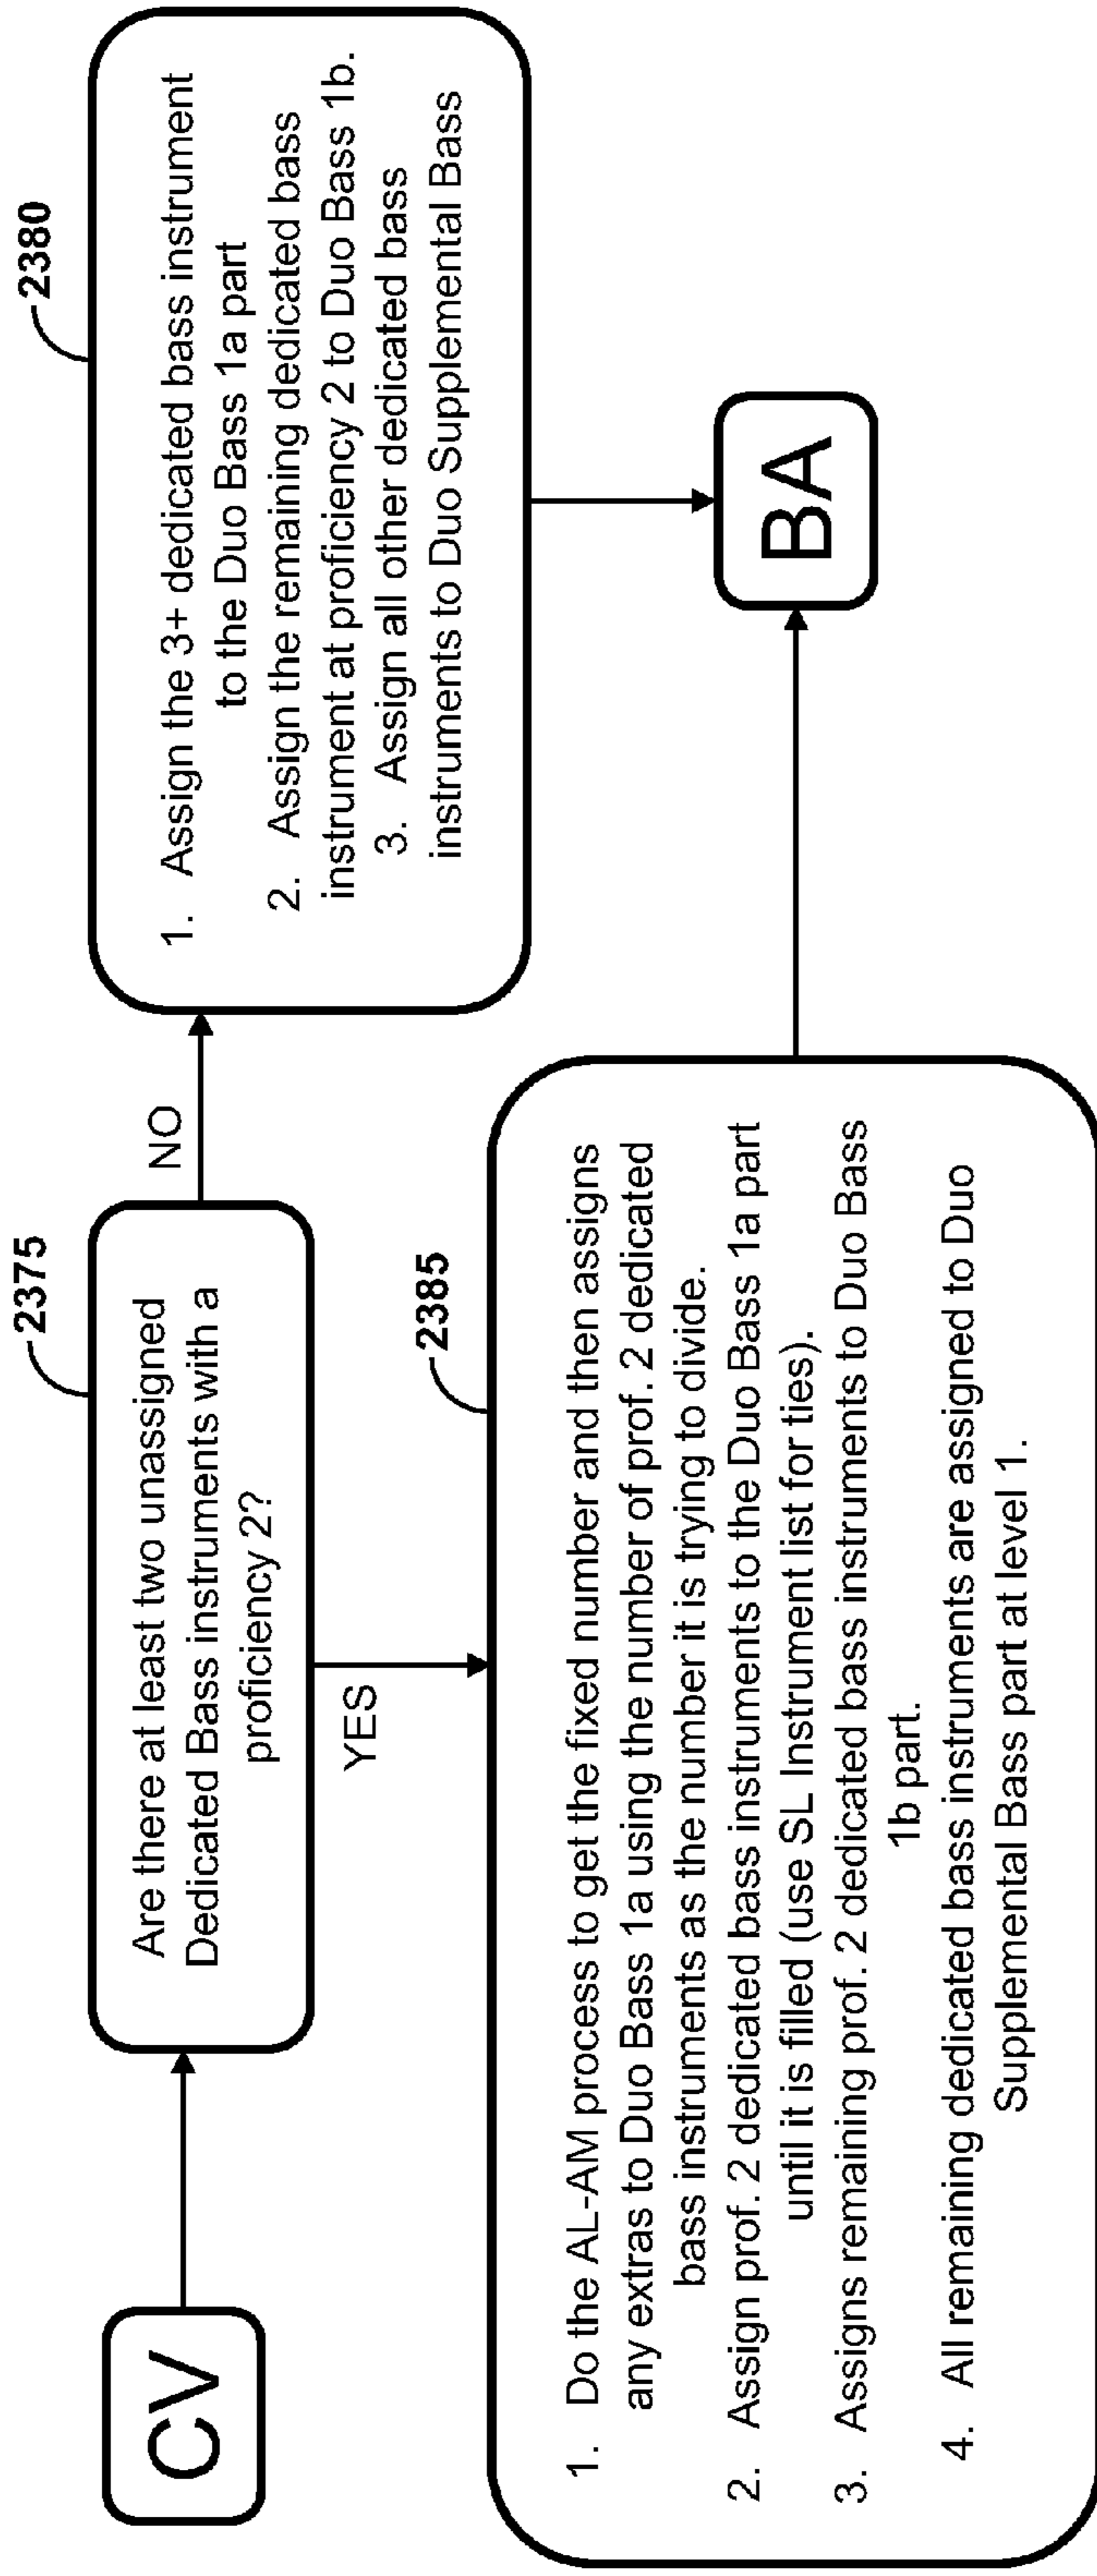 CV
2375
Are there at least two unassigned
Dedicated Bass instruments with a
proficiency 2?
NO
YES
2380
1. Assign the 3+ dedicated bass instrument
to the Duo Bass 1a part
2. Assign the remaining dedicated bass
instrument at proficiency 2 to Duo Bass 1b.
3. Assign all other dedicated bass
instruments to Duo Supplemental Bass
2385
1. Do the AL-AM process to get the fixed number and then assigns
any extras to Duo Bass 1a using the number of prof. 2 dedicated
bass instruments as the number it is trying to divide.
2. Assign prof. 2 dedicated bass instruments to the Duo Bass 1a part
until it is filled (use SL Instrument list for ties).
3. Assigns remaining prof. 2 dedicated bass instruments to Duo Bass
1b part.
4. All remaining dedicated bass instruments are assigned to Duo
Supplemental Bass part at level 1.
BA